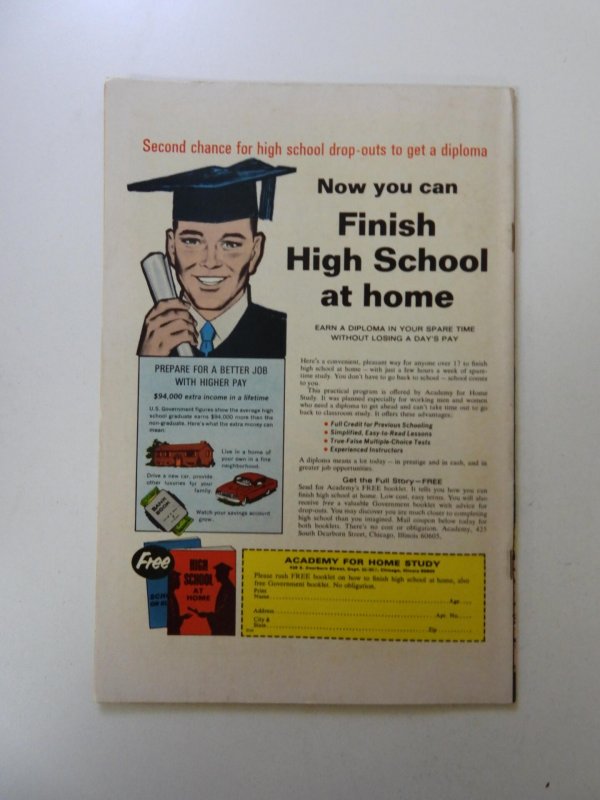 Second chance for high school drop-outs to get a diploma
Now you can
Finish
High School
at home
EARN A DIPLOMA IN YOUR SPARE TIME
WITHOUT LOSING A DAY'S PAY
PREPARE FOR A BETTER JOB
WITH HIGHER PAY
$94,000 extra income in a lifetime
U.S. Government figures show the average high
school graduate earns $94,000 more than the
non-graduate. Here's what the extra money can
mean:
Live in a home of
your own in a fine
neighborhood.
Drive a new car, provide
other luxuries for your
family.
BANK
BOOK
Watch your savings account
grow.
Here's a convenient, pleasant way for anyone over 17 to finish
high school at home – with just a few hours a week of spare-
time study. You don't have to go back to school – school comes
to you.
This practical program is offered by Academy for Home
Study. It was planned especially for working men and women
who need a diploma to get ahead and can't take time out to go
back to classroom study. It offers these advantages:
• Full Credit for Previous Schooling
• Simplified, Easy-to-Read Lessons
• True-False Multiple-Choice Tests
• Experienced Instructors
A diploma means a lot today – in prestige and in cash, and in
greater job opportunities.
Get the Full Story—FREE
Send for Academy's FREE booklet. It tells you how you can
finish high school at home. Low cost, easy terms. You will also
receive free a valuable Government booklet with advice for
drop-outs. You may discover you are much closer to completing
high school than you imagined. Mail coupon below today for
both booklets. There's no cost or obligation. Academy, 425
South Dearborn Street, Chicago, Illinois 60605.
Free
HIGH
SCHOOL
AT
HOME
ACADEMY FOR HOME STUDY
Chicago, Illinois 60605
Please rush FREE booklet on how to finish high school at home, also
free Government booklet. No obligation.
Print
Name Age
Address Apt. No.
City &
State Zip